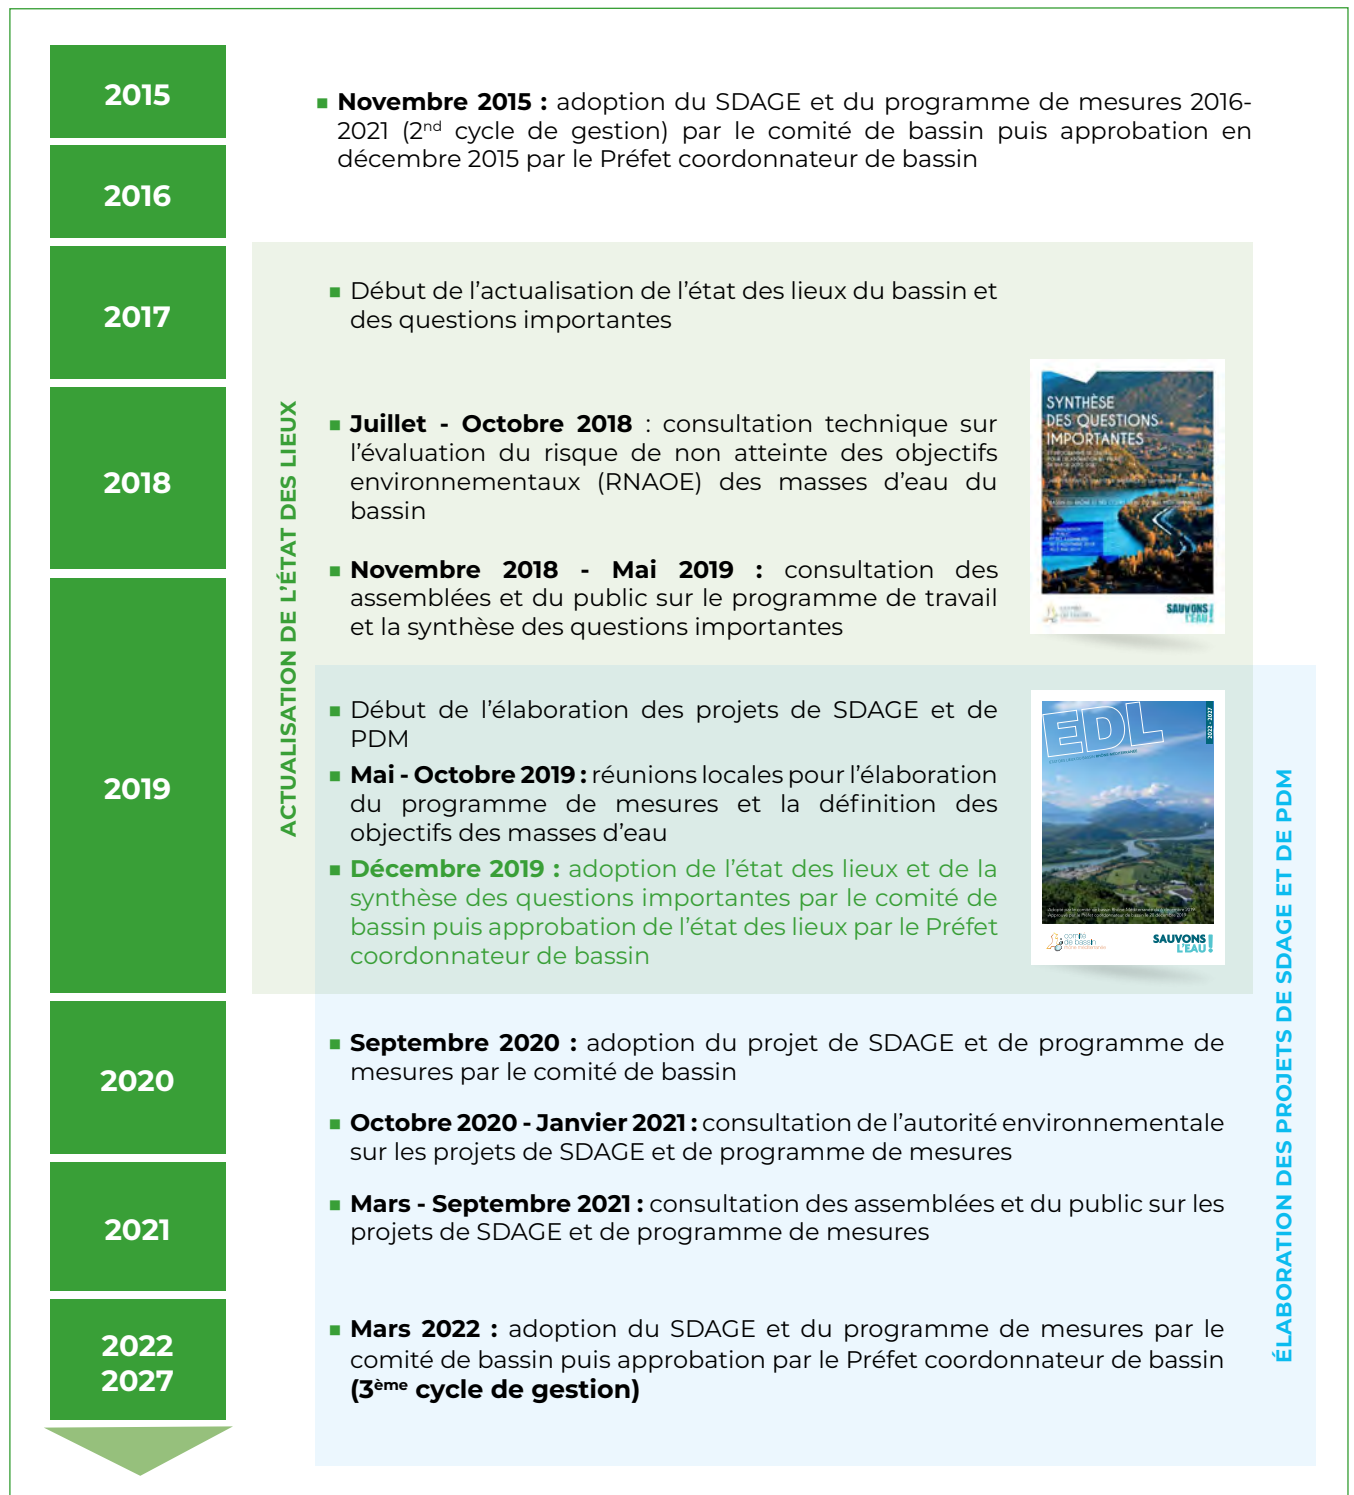 2015
■ Novembre 2015 : adoption du SDAGE et du programme de mesures 2016-
2021 (2nd cycle de gestion) par le comité de bassin puis approbation en
décembre 2015 par le Préfet coordonnateur de bassin
2016
2017
■ Début de l’actualisation de l’état des lieux du bassin et
des questions importantes
ACTUALISATION DE L’ÉTAT DES LIEUX
2018
■ Juillet - Octobre 2018 : consultation technique sur
l’évaluation du risque de non atteinte des objectifs
environnementaux (RNAOE) des masses d’eau du
bassin
■ Novembre 2018 - Mai 2019 : consultation des
assemblées et du public sur le programme de travail
et la synthèse des questions importantes
SYNTHÈSE
DES QUESTIONS
IMPORTANTES
SAUVONS
L'EAU !
2019
■ Début de l’élaboration des projets de SDAGE et de
PDM
■ Mai - Octobre 2019 : réunions locales pour l’élaboration
du programme de mesures et la définition des
objectifs des masses d’eau
■ Décembre 2019 : adoption de l’état des lieux et de la
synthèse des questions importantes par le comité de
bassin puis approbation de l’état des lieux par le Préfet
coordonnateur de bassin
EDL
2022 - 2027
comité
de bassin
SAUVONS
L'EAU !
ÉLABORATION DES PROJETS DE SDAGE ET DE PDM
2020
■ Septembre 2020 : adoption du projet de SDAGE et de programme de
mesures par le comité de bassin
■ Octobre 2020 - Janvier 2021 : consultation de l’autorité environnementale
sur les projets de SDAGE et de programme de mesures
2021
■ Mars - Septembre 2021 : consultation des assemblées et du public sur les
projets de SDAGE et de programme de mesures
2022
2027
■ Mars 2022 : adoption du SDAGE et du programme de mesures par le
comité de bassin puis approbation par le Préfet coordonnateur de bassin
(3ème cycle de gestion)